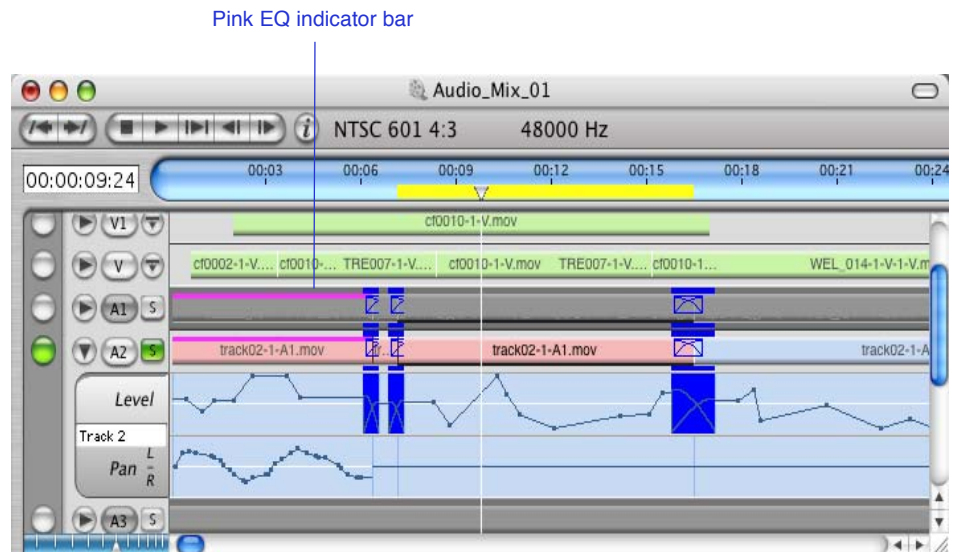 Pink EQ indicator bar
Audio_Mix_01
NTSC 601 4:3 48000 Hz
00:00:09:24
00:03 00:06 00:09 00:12 00:15 00:18 00:21 00:24
V1 cf0010-1-V.mov
V cf0002-1-V.... cf0010-... TRE007-1-V.... cf0010-1-V.mov TRE007-1-V.... cf0010-1... WEL_014-1-V-1-V.m
A1 S
A2 S track02-1-A1.mov tr... track02-1-A1.mov track02-1-A
Level
Track 2
Pan L
R
A3 S